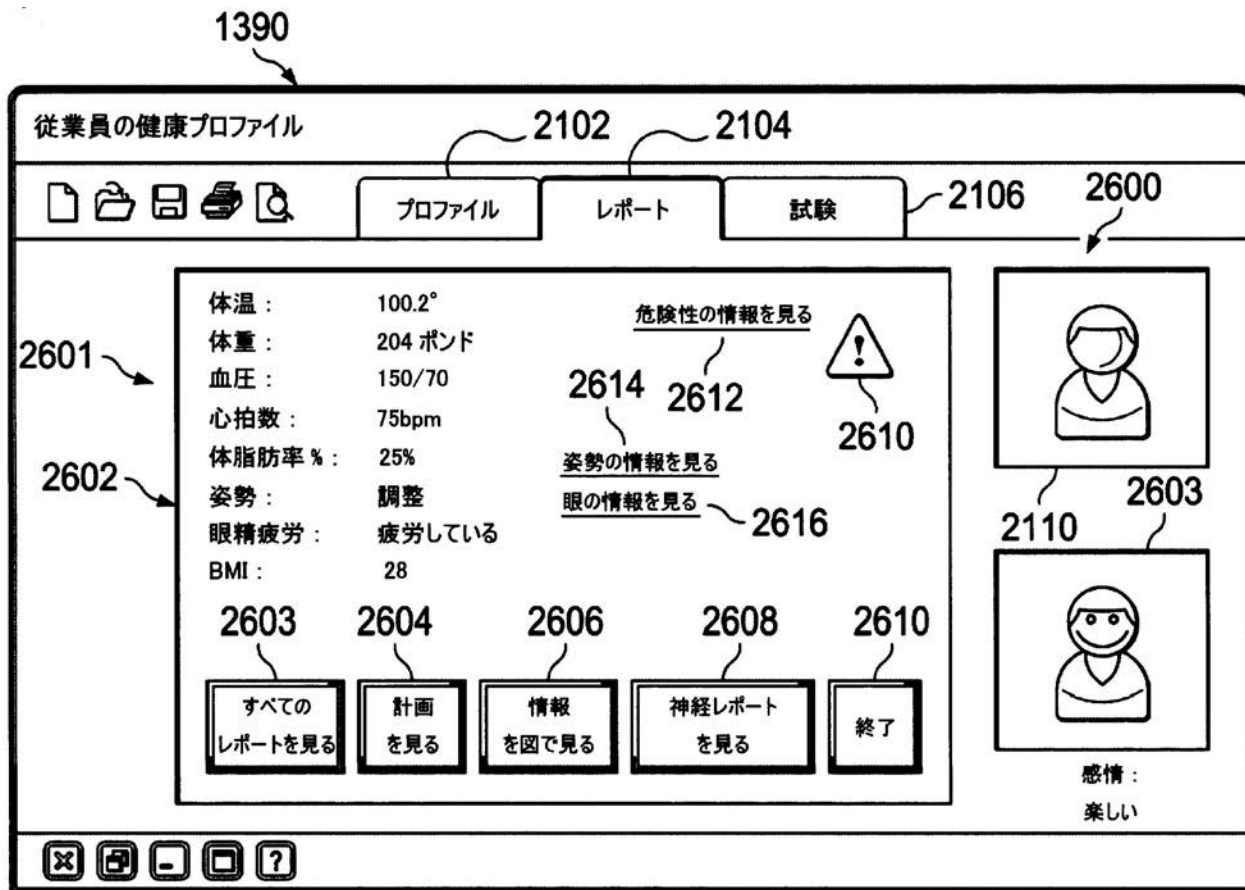 1390
従業員の健康プロファイル
2102
2104
プロファイル
レポート
試験
2106
2600
2601
2602
体温： 100.2°
体重： 204 ポンド
血圧： 150/70
心拍数： 75bpm
体脂肪率 %： 25%
姿勢： 調整
眼精疲労： 疲労している
BMI： 28
危険性の情報を見る
2612
2610
2614
姿勢の情報を見る
眼の情報を見る
2616
2110
2603
2603
2604
2606
2608
2610
すべての
レポートを見る
計画
を見る
情報
を図で見る
神経レポート
を見る
終了
感情：
楽しい
?